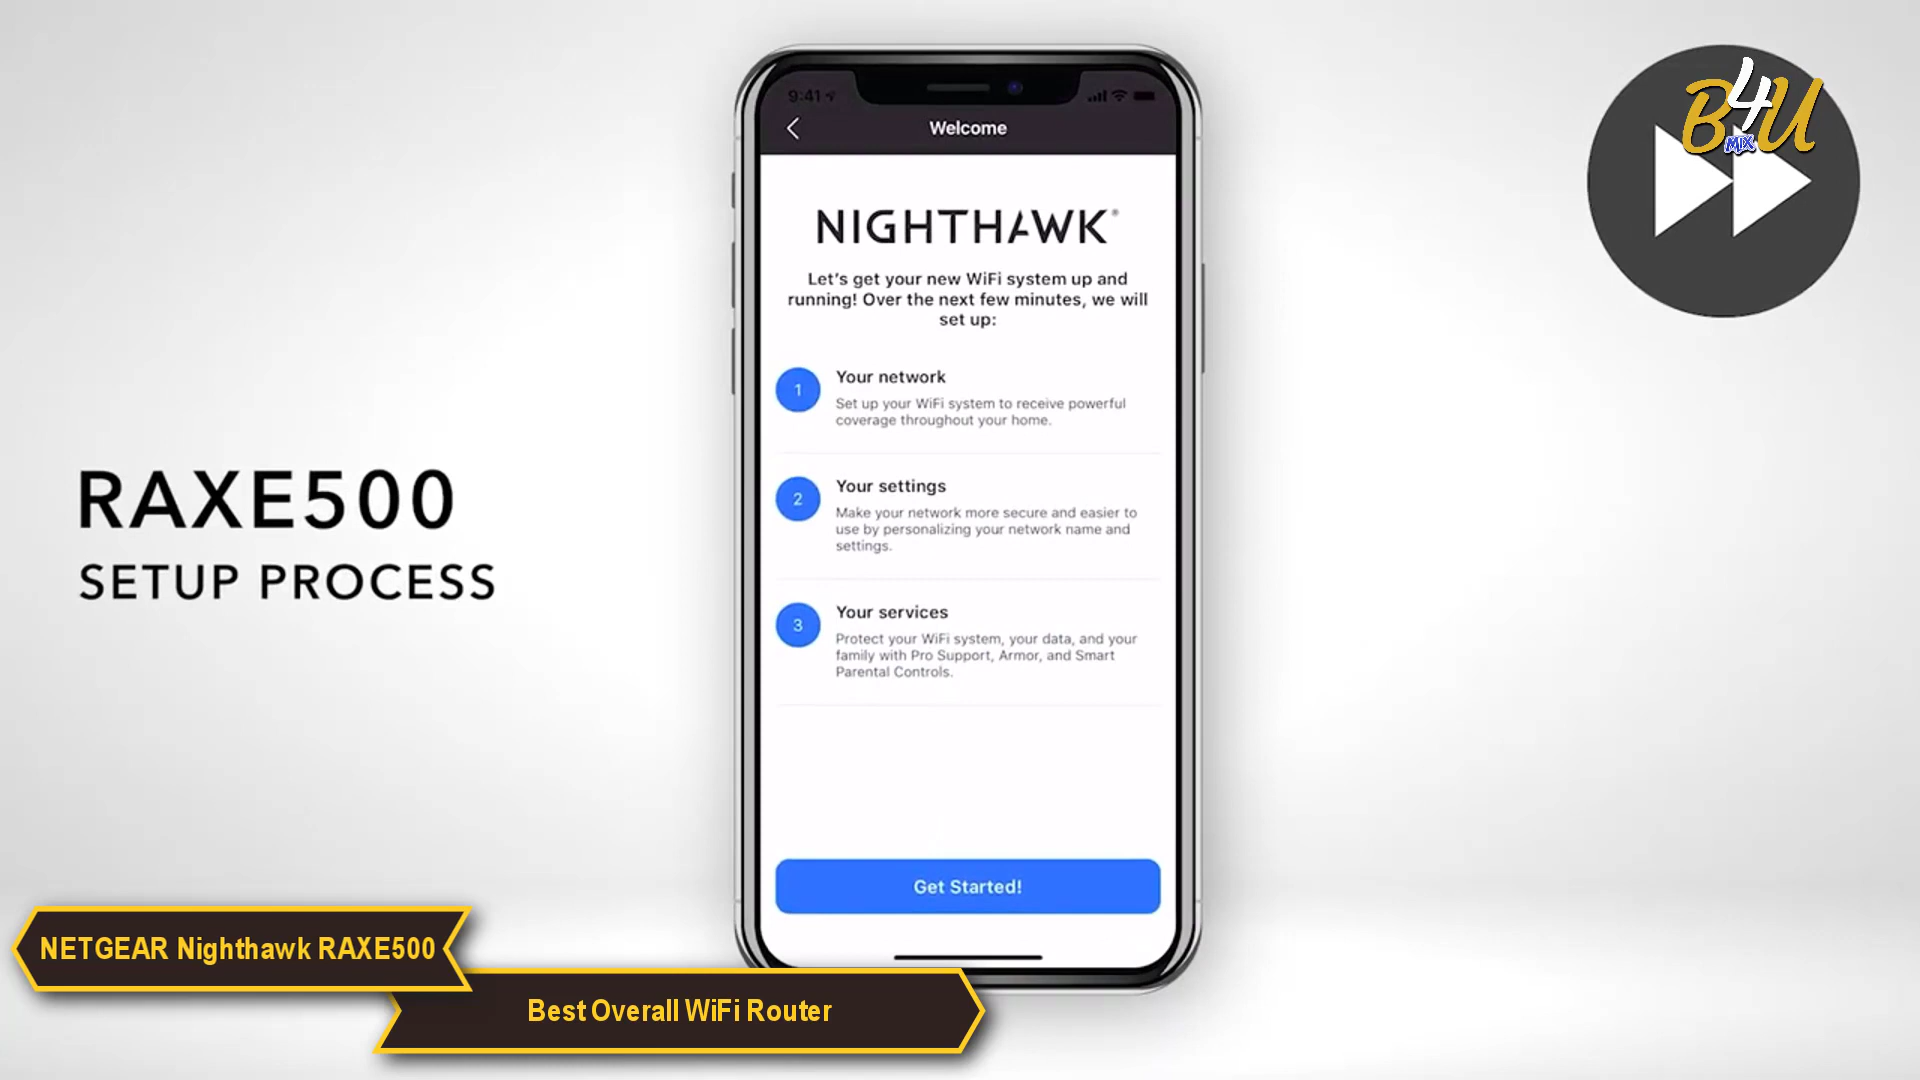 B4U
MIX
9:41
Welcome
NIGHTHAWK®
Let's get your new WiFi system up and
running! Over the next few minutes, we will
set up:
1
Your network
Set up your WiFi system to receive powerful
coverage throughout your home.
2
Your settings
Make your network more secure and easier to
use by personalizing your network name and
settings.
3
Your services
Protect your WiFi system, your data, and your
family with Pro Support, Armor, and Smart
Parental Controls.
Get Started!
RAXE500
SETUP PROCESS
NETGEAR Nighthawk RAXE500
Best Overall WiFi Router